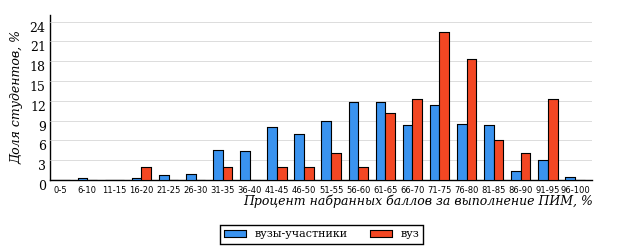 Доля студентов, %
24
21
18
15
12
9
6
3
0
0-5 6-10 11-15 16-20 21-25 26-30 31-35 36-40 41-45 46-50 51-55 56-60 61-65 66-70 71-75 76-80 81-85 86-90 91-95 96-100
Процент набранных баллов за выполнение ПИМ, %
вузы-участники вуз